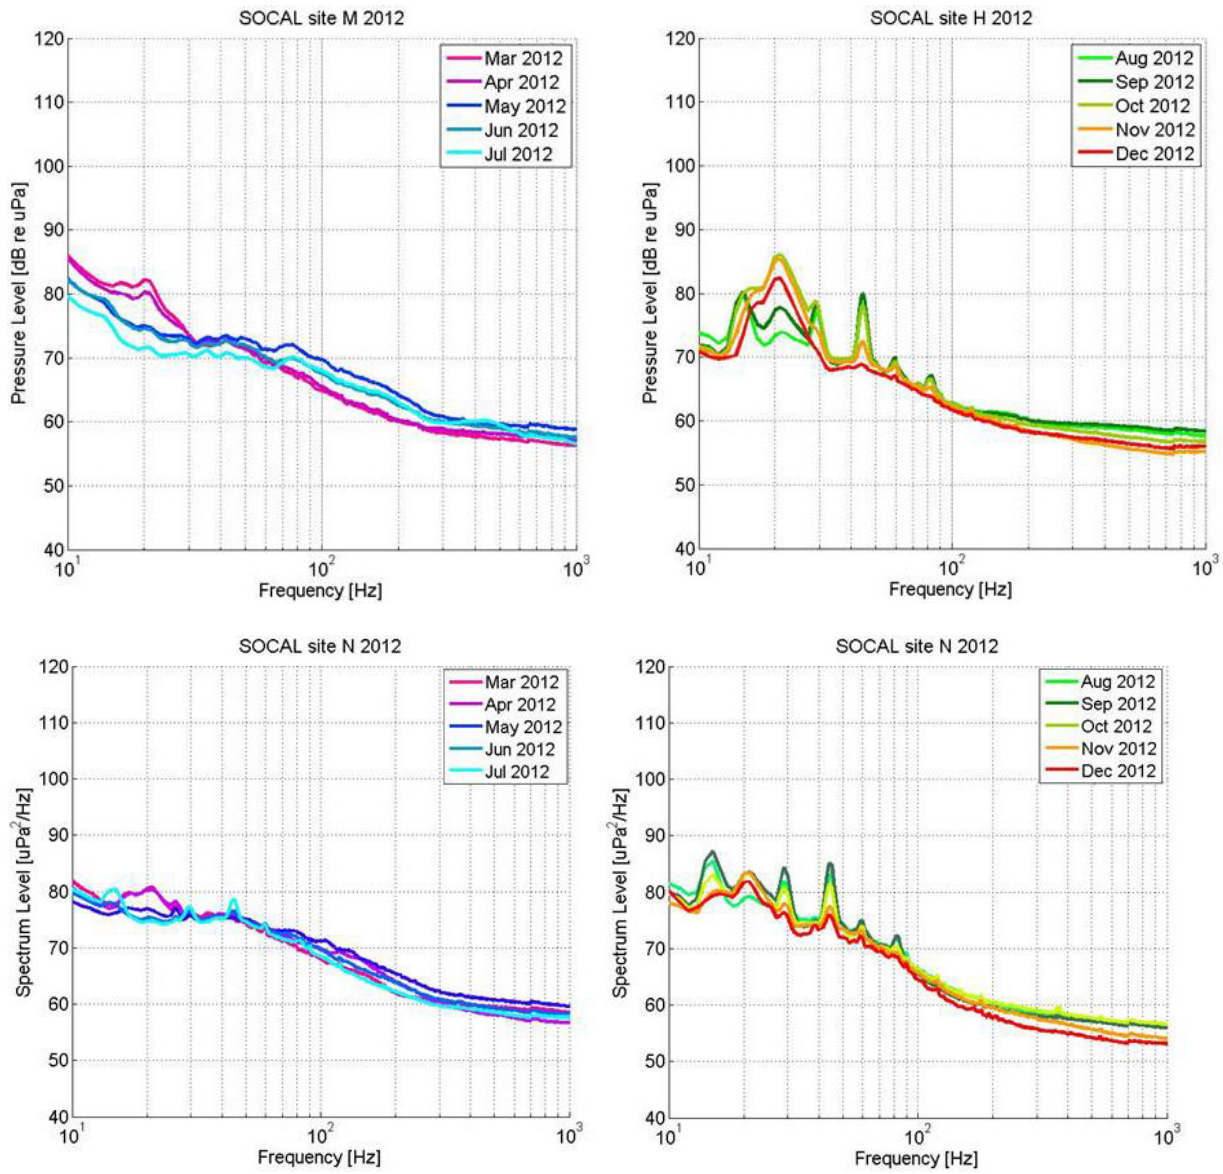 SOCAL site M 2012
120
110
100
90
80
70
60
50
40
Pressure Level [dB re uPa]
Mar 2012
Apr 2012
May 2012
Jun 2012
Jul 2012
10^1
10^2
10^3
Frequency [Hz]
SOCAL site H 2012
120
110
100
90
80
70
60
50
40
Pressure Level [dB re uPa]
Aug 2012
Sep 2012
Oct 2012
Nov 2012
Dec 2012
10^1
10^2
10^3
Frequency [Hz]
SOCAL site N 2012
120
110
100
90
80
70
60
50
40
Spectrum Level [uPa²/Hz]
Mar 2012
Apr 2012
May 2012
Jun 2012
Jul 2012
10^1
10^2
10^3
Frequency [Hz]
SOCAL site N 2012
120
110
100
90
80
70
60
50
40
Spectrum Level [uPa²/Hz]
Aug 2012
Sep 2012
Oct 2012
Nov 2012
Dec 2012
10^1
10^2
10^3
Frequency [Hz]